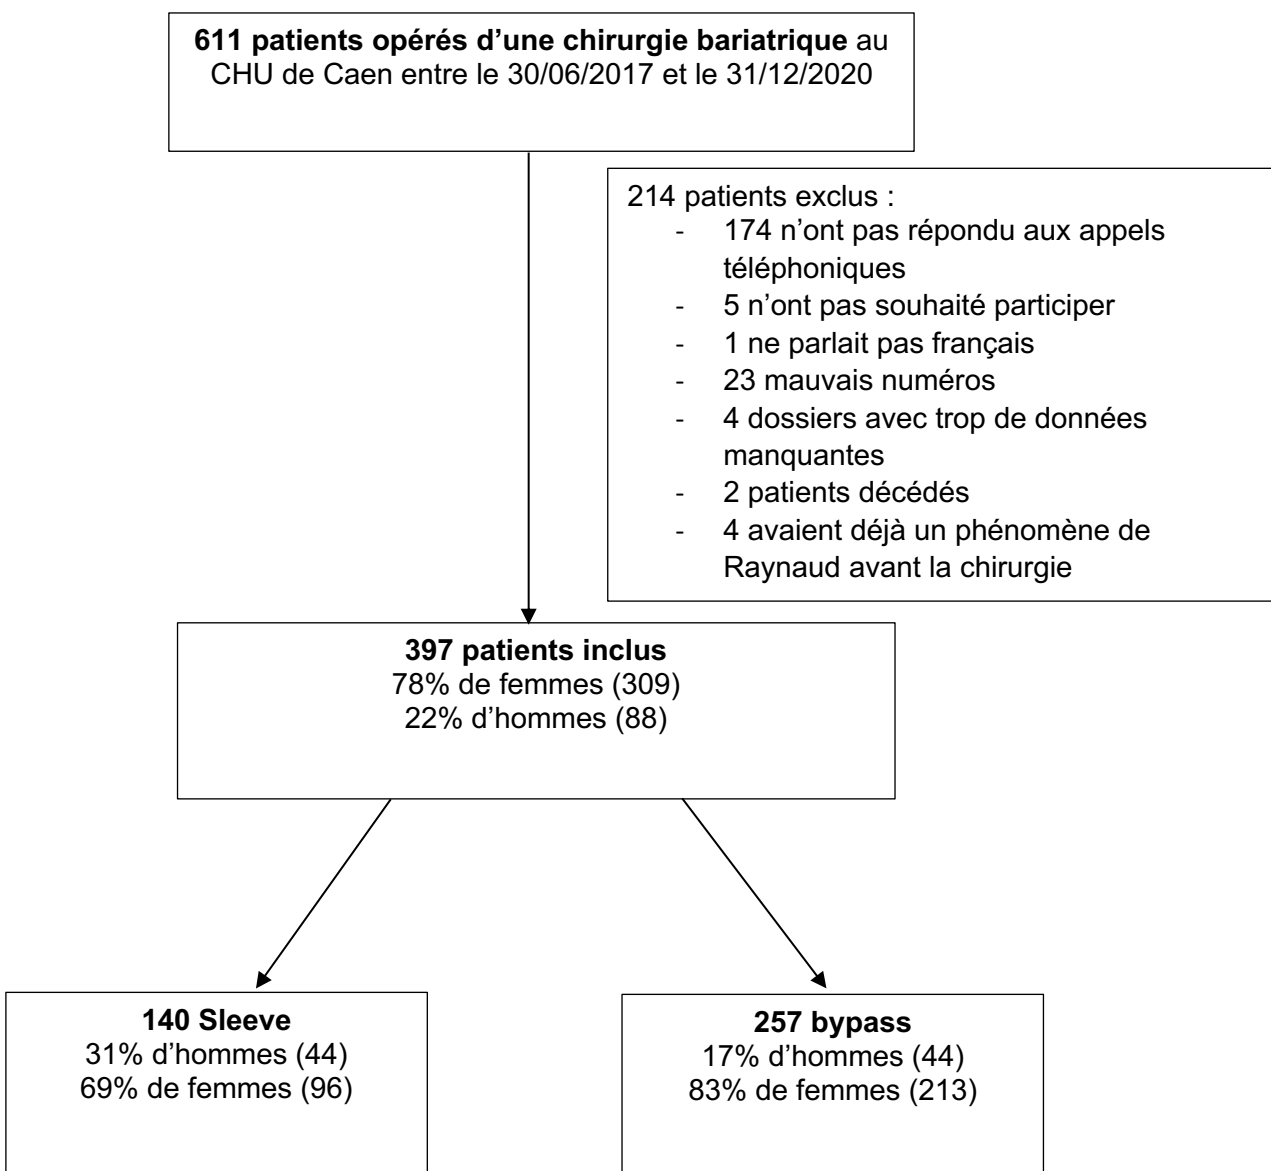 611 patients opérés d’une chirurgie bariatrique au
CHU de Caen entre le 30/06/2017 et le 31/12/2020
214 patients exclus :
- 174 n’ont pas répondu aux appels
téléphoniques
- 5 n’ont pas souhaité participer
- 1 ne parlait pas français
- 23 mauvais numéros
- 4 dossiers avec trop de données
manquantes
- 2 patients décédés
- 4 avaient déjà un phénomène de
Raynaud avant la chirurgie
397 patients inclus
78% de femmes (309)
22% d’hommes (88)
140 Sleeve
31% d’hommes (44)
69% de femmes (96)
257 bypass
17% d’hommes (44)
83% de femmes (213)